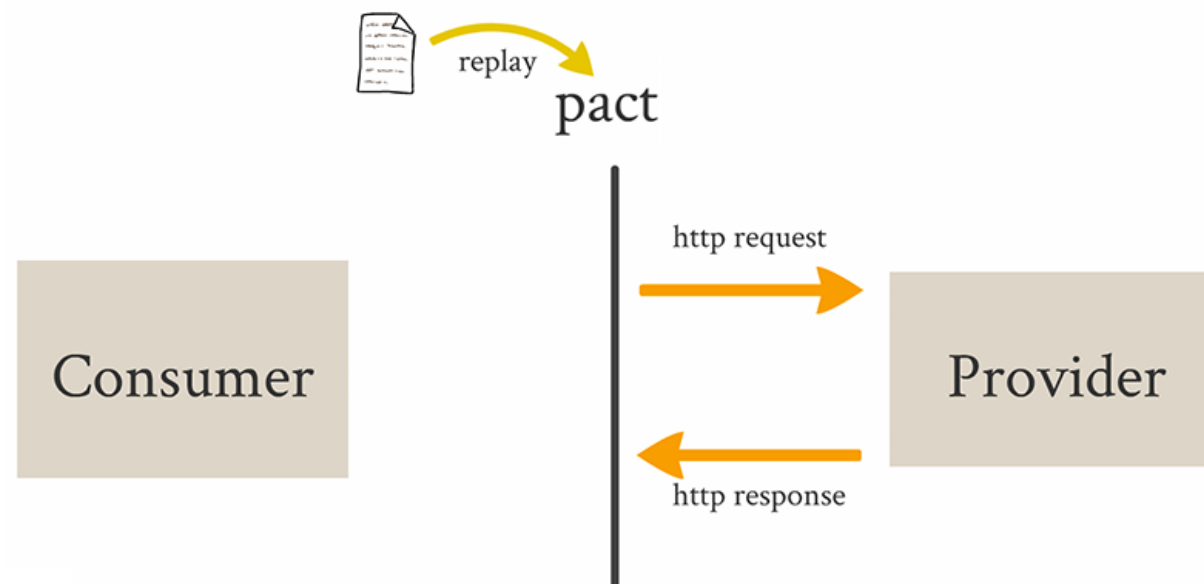 replay
pact
http request
Consumer
Provider
http response